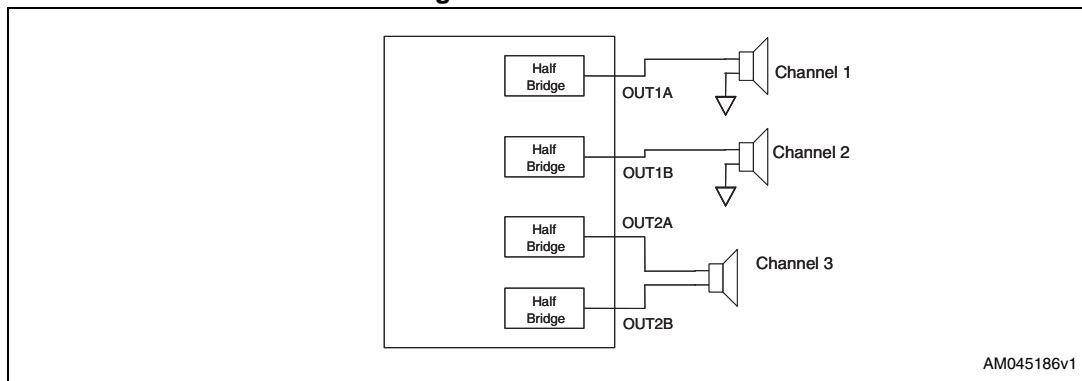 Half
Bridge
OUT1A
Channel 1
Half
Bridge
OUT1B
Channel 2
Half
Bridge
OUT2A
Channel 3
Half
Bridge
OUT2B
AM045186v1